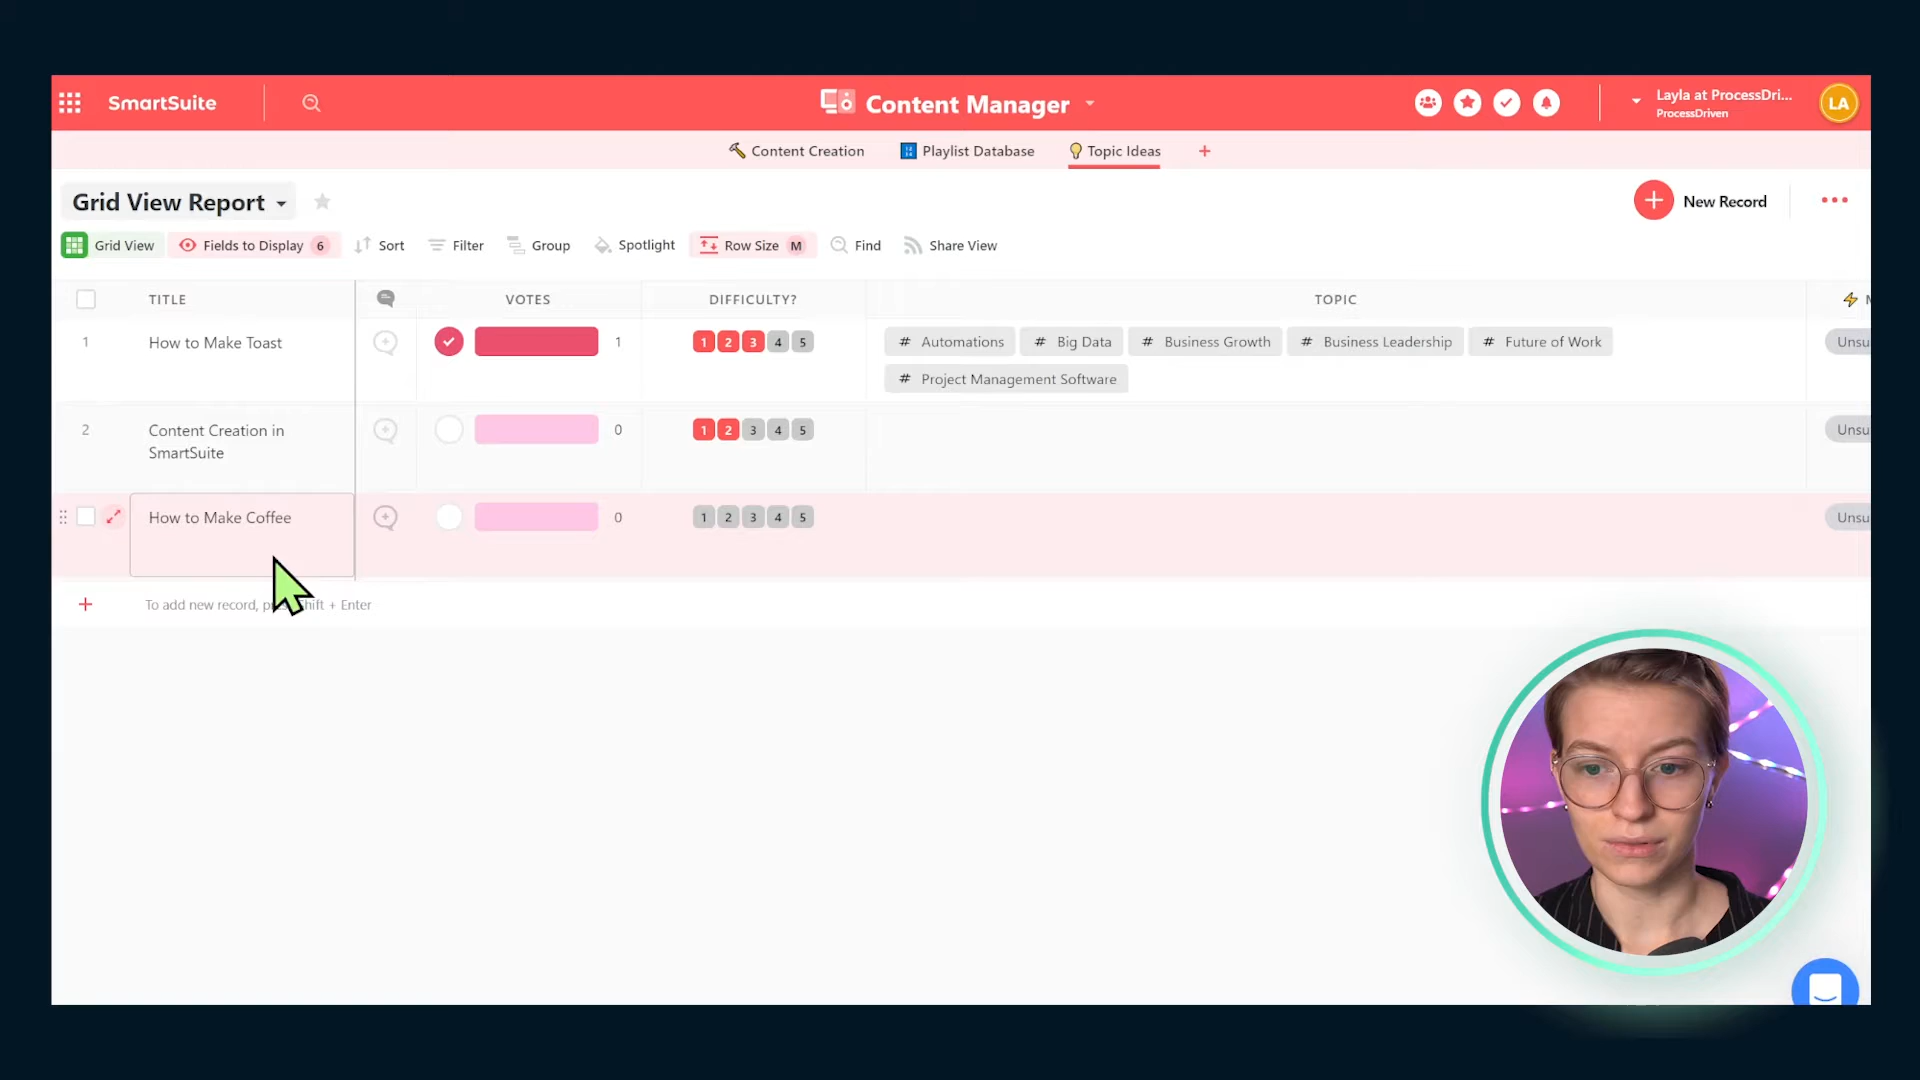 SmartSuite
Content Manager
Layla at ProcessDri...
ProcessDriven
LA
Content Creation
Playlist Database
Topic Ideas
+
Grid View Report
New Record
Grid View
Fields to Display 6
Sort
Filter
Group
Spotlight
Row Size M
Find
Share View
TITLE
VOTES
DIFFICULTY?
TOPIC
1
How to Make Toast
1
1 2 3 4 5
# Automations
# Big Data
# Business Growth
# Business Leadership
# Future of Work
# Project Management Software
Unsu
2
Content Creation in
SmartSuite
0
1 2 3 4 5
Unsu
How to Make Coffee
0
1 2 3 4 5
Unsu
+
To add new record, Shift + Enter